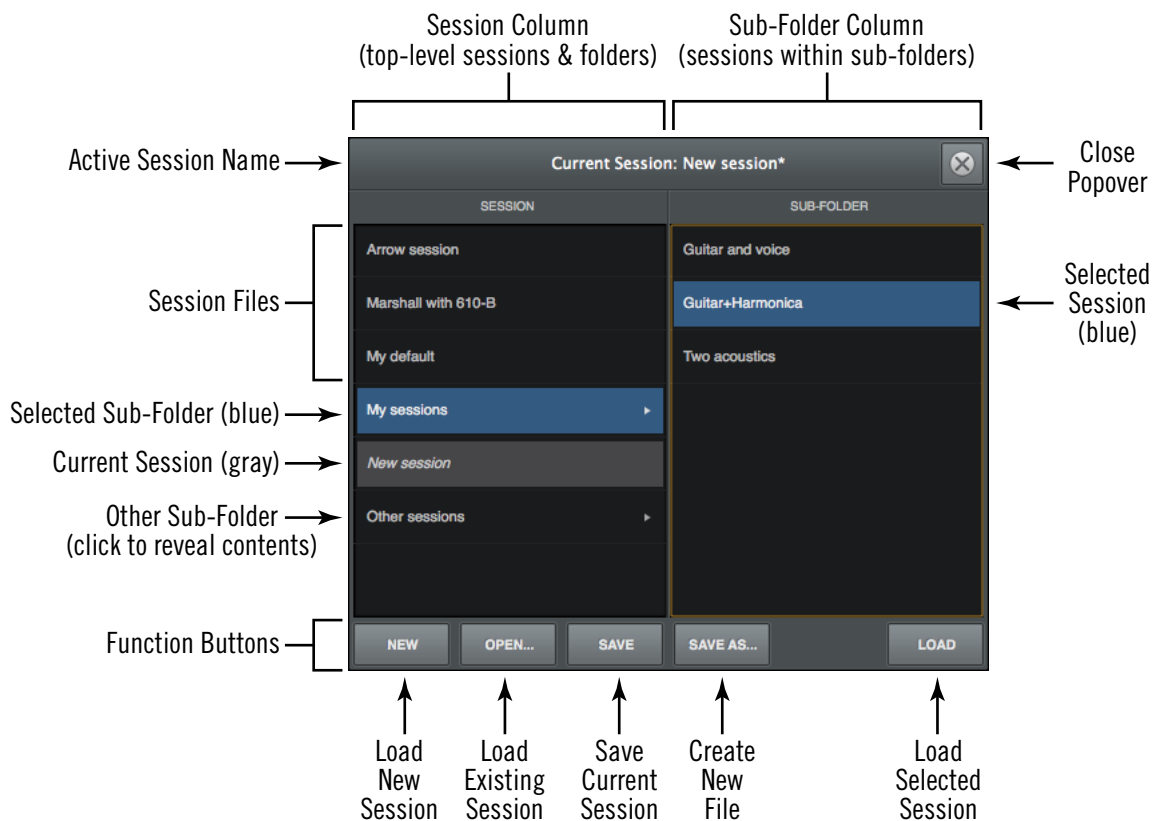 Session Column
(top-level sessions & folders)
Sub-Folder Column
(sessions within sub-folders)
Active Session Name
Current Session: New session*
Close
Popover
SESSION
SUB-FOLDER
Session Files
Arrow session
Marshall with 610-B
My default
Guitar and voice
Guitar+Harmonica
Two acoustics
Selected
Session
(blue)
Selected Sub-Folder (blue)
My sessions
Current Session (gray)
New session
Other Sub-Folder
(click to reveal contents)
Other sessions
Function Buttons
NEW
OPEN...
SAVE
SAVE AS...
LOAD
Load
New
Session
Load
Existing
Session
Save
Current
Session
Create
New
File
Load
Selected
Session